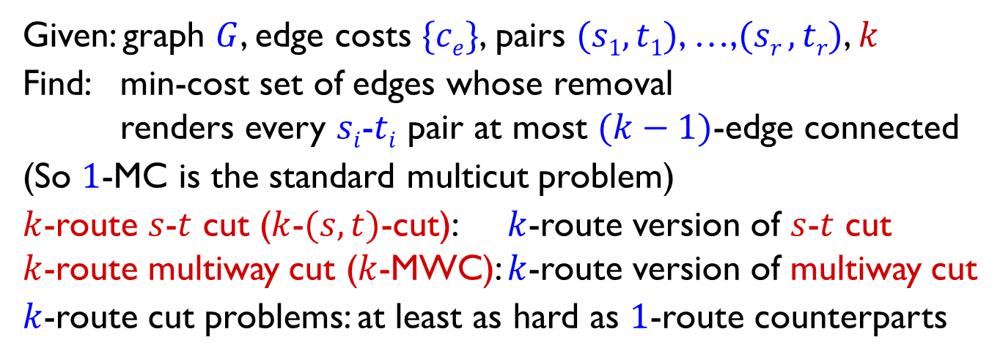 Given: graph G, edge costs {c_e}, pairs (s_1, t_1), …,(s_r, t_r), k
Find: min-cost set of edges whose removal
renders every s_i-t_i pair at most (k − 1)-edge connected
(So 1-MC is the standard multicut problem)
k-route s-t cut (k-(s, t)-cut): k-route version of s-t cut
k-route multiway cut (k-MWC): k-route version of multiway cut
k-route cut problems: at least as hard as 1-route counterparts